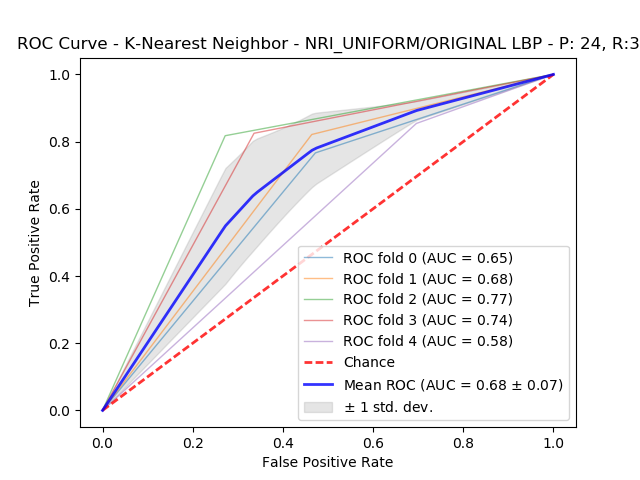 ROC Curve - K-Nearest Neighbor - NRI_UNIFORM/ORIGINAL LBP - P: 24, R:3
1.0
0.8
0.6
0.4
0.2
0.0
True Positive Rate
ROC fold 0 (AUC = 0.65)
ROC fold 1 (AUC = 0.68)
ROC fold 2 (AUC = 0.77)
ROC fold 3 (AUC = 0.74)
ROC fold 4 (AUC = 0.58)
Chance
Mean ROC (AUC = 0.68 ± 0.07)
± 1 std. dev.
0.0 0.2 0.4 0.6 0.8 1.0
False Positive Rate